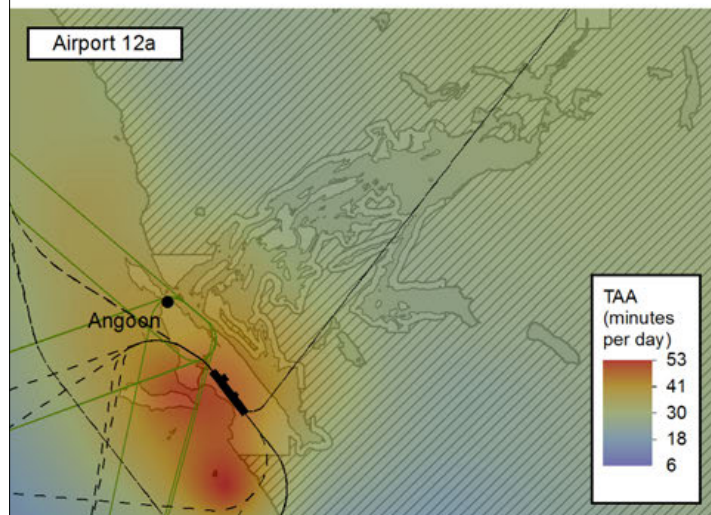 Airport 12a
Angoon
TAA
(minutes
per day)
53
41
30
18
6